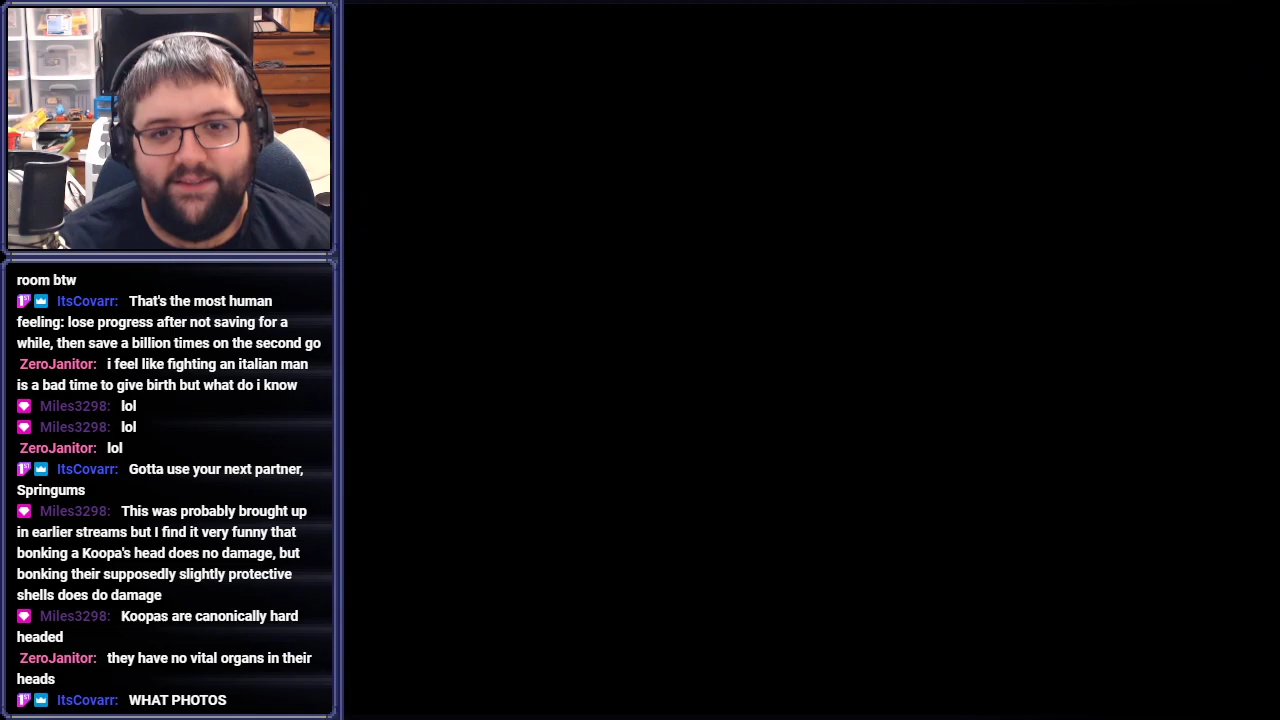 room btw
ItsCovarr: That's the most human
feeling: lose progress after not saving for a
while, then save a billion times on the second go
ZeroJanitor: i feel like fighting an italian man
is a bad time to give birth but what do i know
Miles3298: lol
Miles3298: lol
ZeroJanitor: lol
ItsCovarr: Gotta use your next partner,
Springums
Miles3298: This was probably brought up
in earlier streams but I find it very funny that
bonking a Koopa's head does no damage, but
bonking their supposedly slightly protective
shells does do damage
Miles3298: Koopas are canonically hard
headed
ZeroJanitor: they have no vital organs in their
heads
ItsCovarr: WHAT PHOTOS